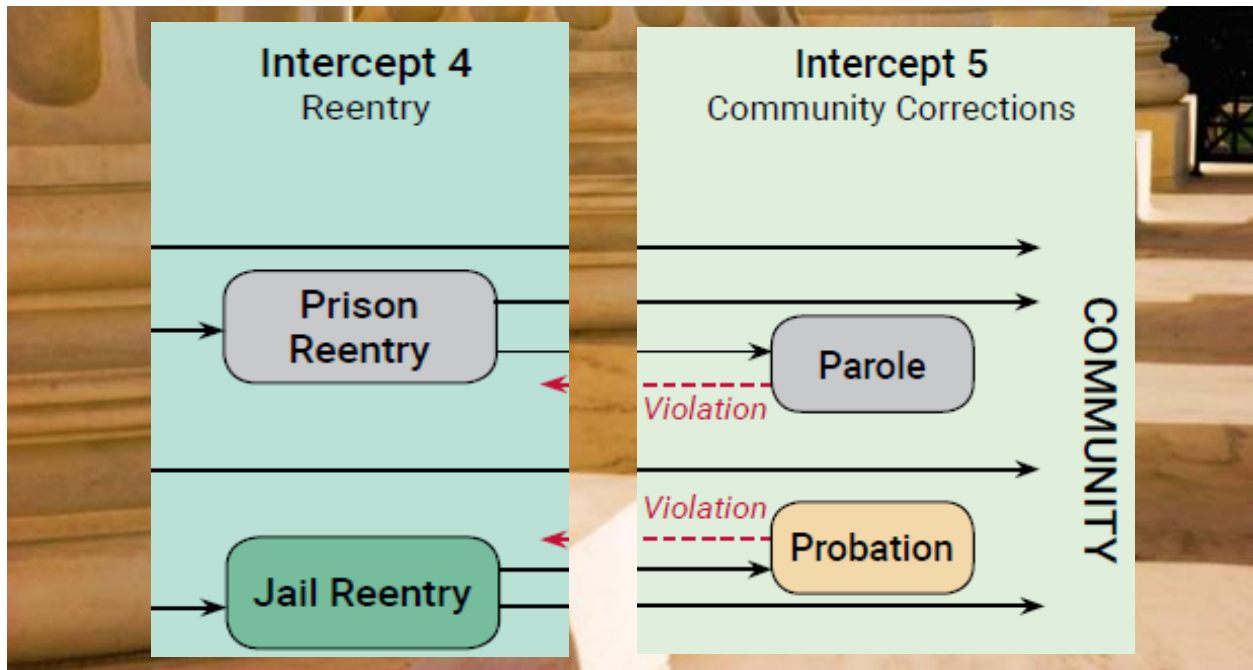 Intercept 4
Reentry
Prison
Reentry
Jail Reentry
Intercept 5
Community Corrections
Parole
Violation
Violation
Probation
COMMUNITY